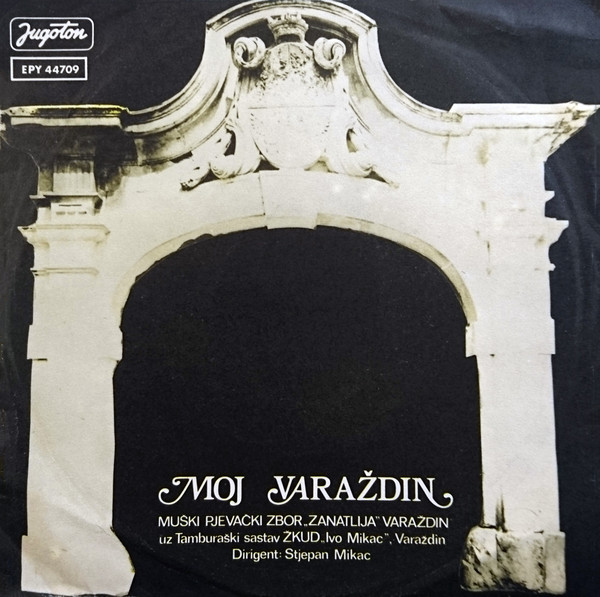 Jugoton
EPY 44709
MOJ VARAŽDIN
MUŠKI PJEVAČKI ZBOR „ZANATLIJA" VARAŽDIN
uz Tamburaški sastav ŽKUD „Ivo Mikac", Varaždin
Dirigent: Stjepan Mikac